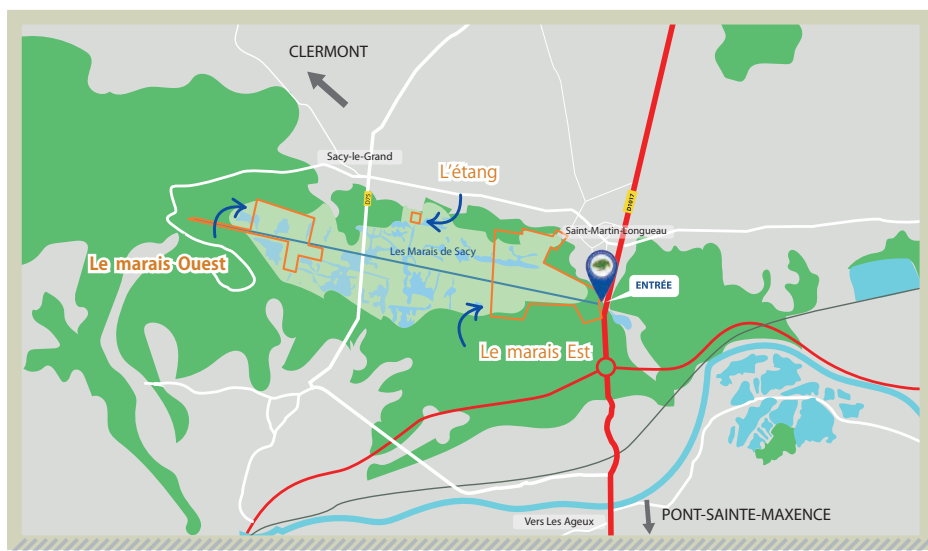 CLERMONT
Sacy-le-Grand
L'étang
D75
D1017
Saint-Martin-Longueau
Les Marais de Sacy
Le marais Ouest
ENTRÉE
Le marais Est
Vers Les Ageux
PONT-SAINTE-MAXENCE